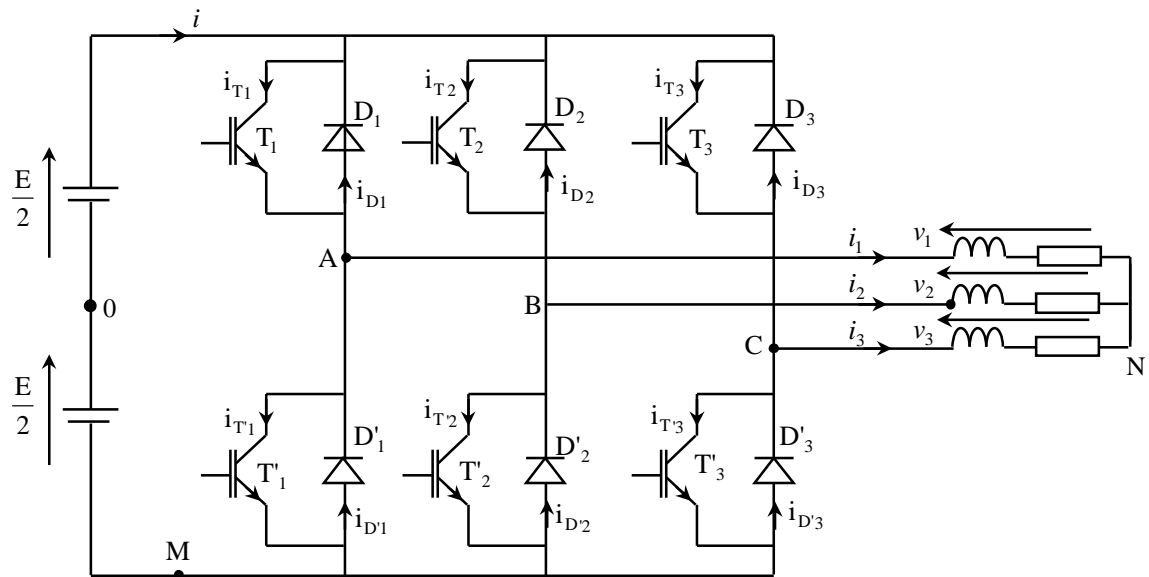 i
i_T1
T_1
D_1
i_D1
i_T2
T_2
D_2
i_D2
i_T3
T_3
D_3
i_D3
E/2
A
i_1
v_1
B
i_2
v_2
0
C
i_3
v_3
N
E/2
i_T'1
T'_1
D'_1
i_D'1
i_T'2
T'_2
D'_2
i_D'2
i_T'3
T'_3
D'_3
i_D'3
M